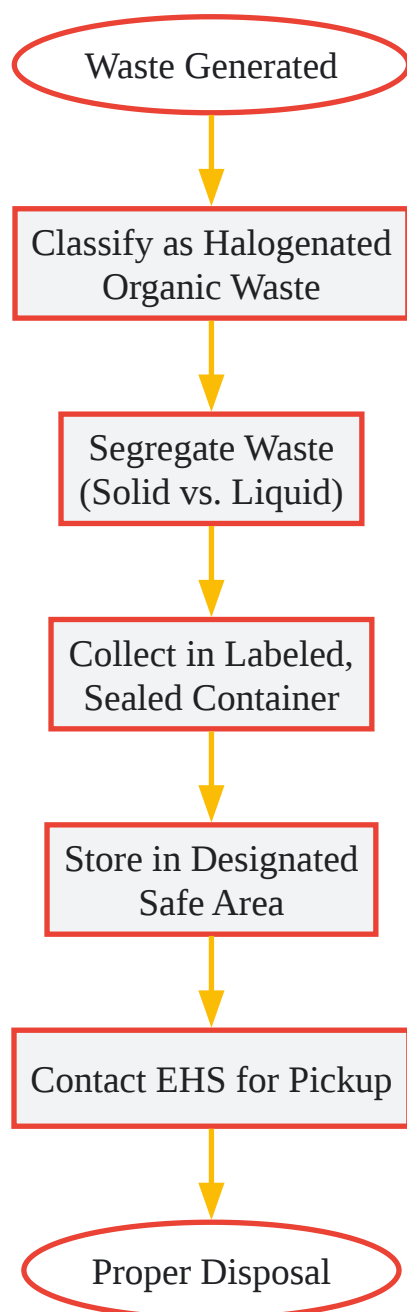 Waste Generated
Classify as Halogenated
Organic Waste
Segregate Waste
(Solid vs. Liquid)
Collect in Labeled,
Sealed Container
Store in Designated
Safe Area
Contact EHS for Pickup
Proper Disposal